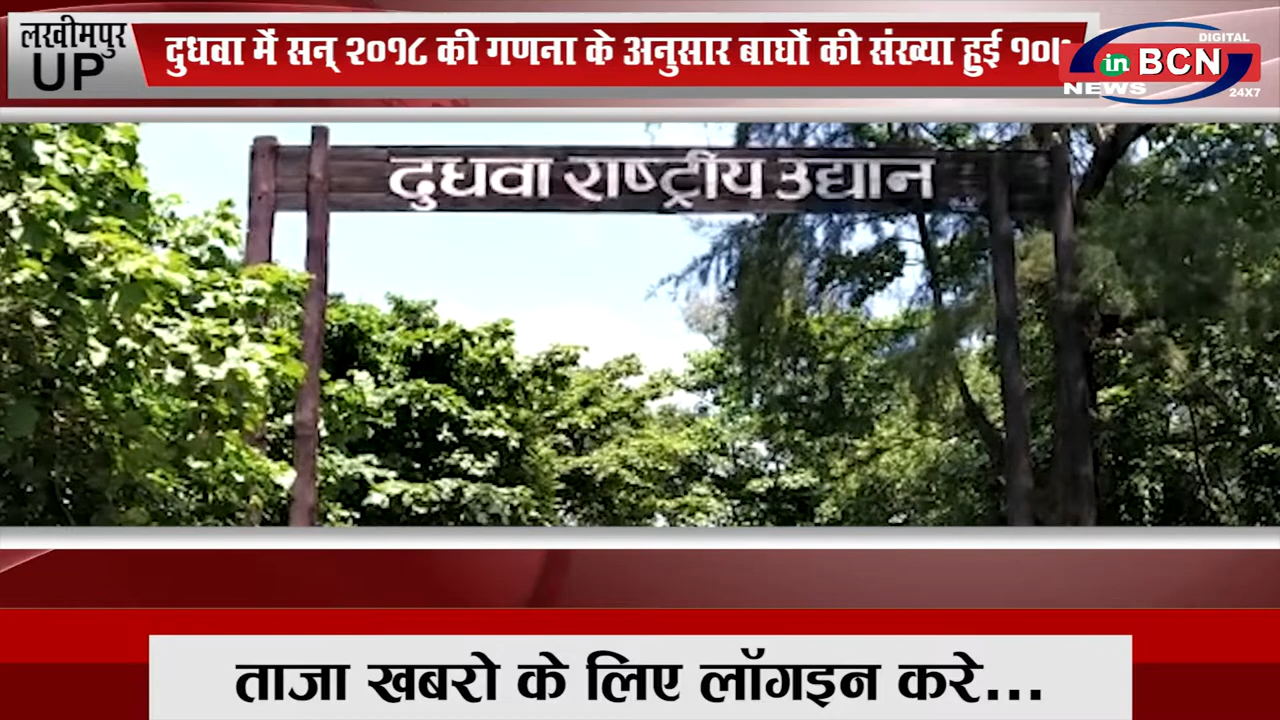 लखीमपुर
UP
दुधवा में सन् २०१८ की गणना के अनुसार बाघों की संख्या हुई
DIGITAL
in BCN
NEWS
24X7
दुधवा राष्ट्रीय उद्यान
ताजा खबरो के लिए लॉगइन करे...